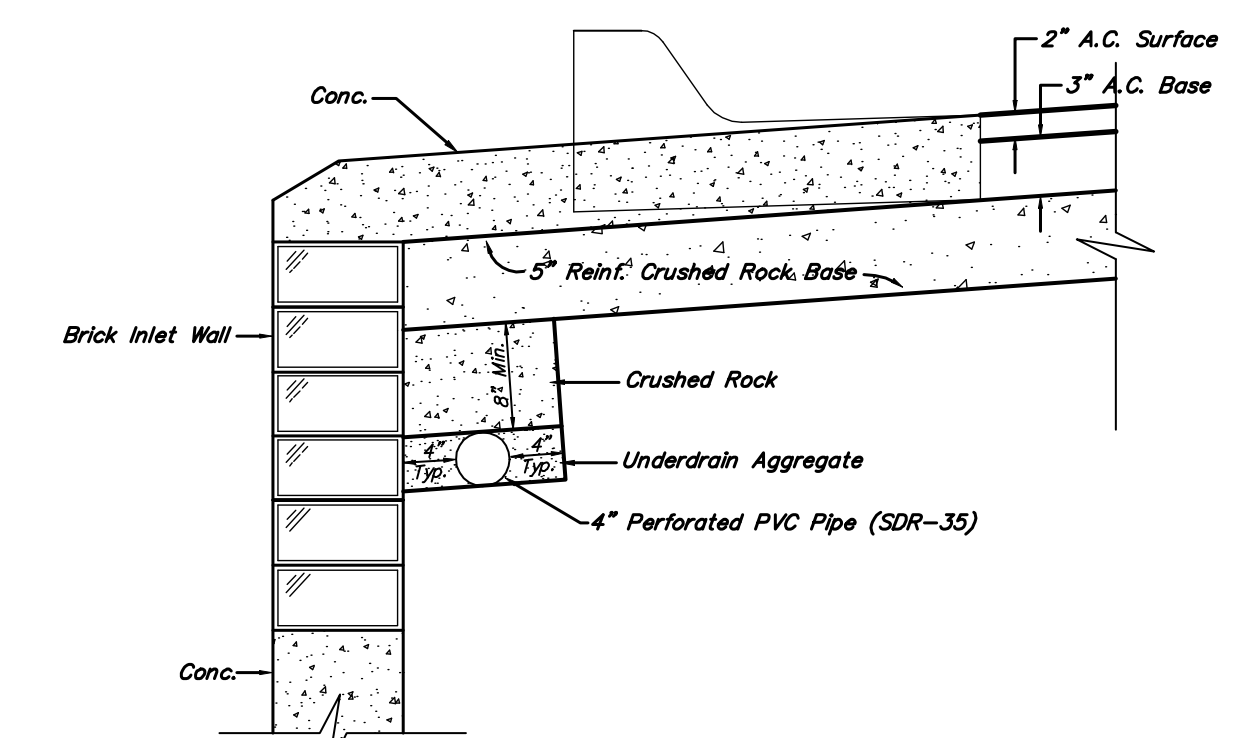 2" A.C. Surface
3" A.C. Base
Conc.
5" Reinf. Crushed Rock Base
Brick Inlet Wall
8" Min.
Crushed Rock
4"
Typ.
4"
Typ.
Underdrain Aggregate
4" Perforated PVC Pipe (SDR-35)
Conc.